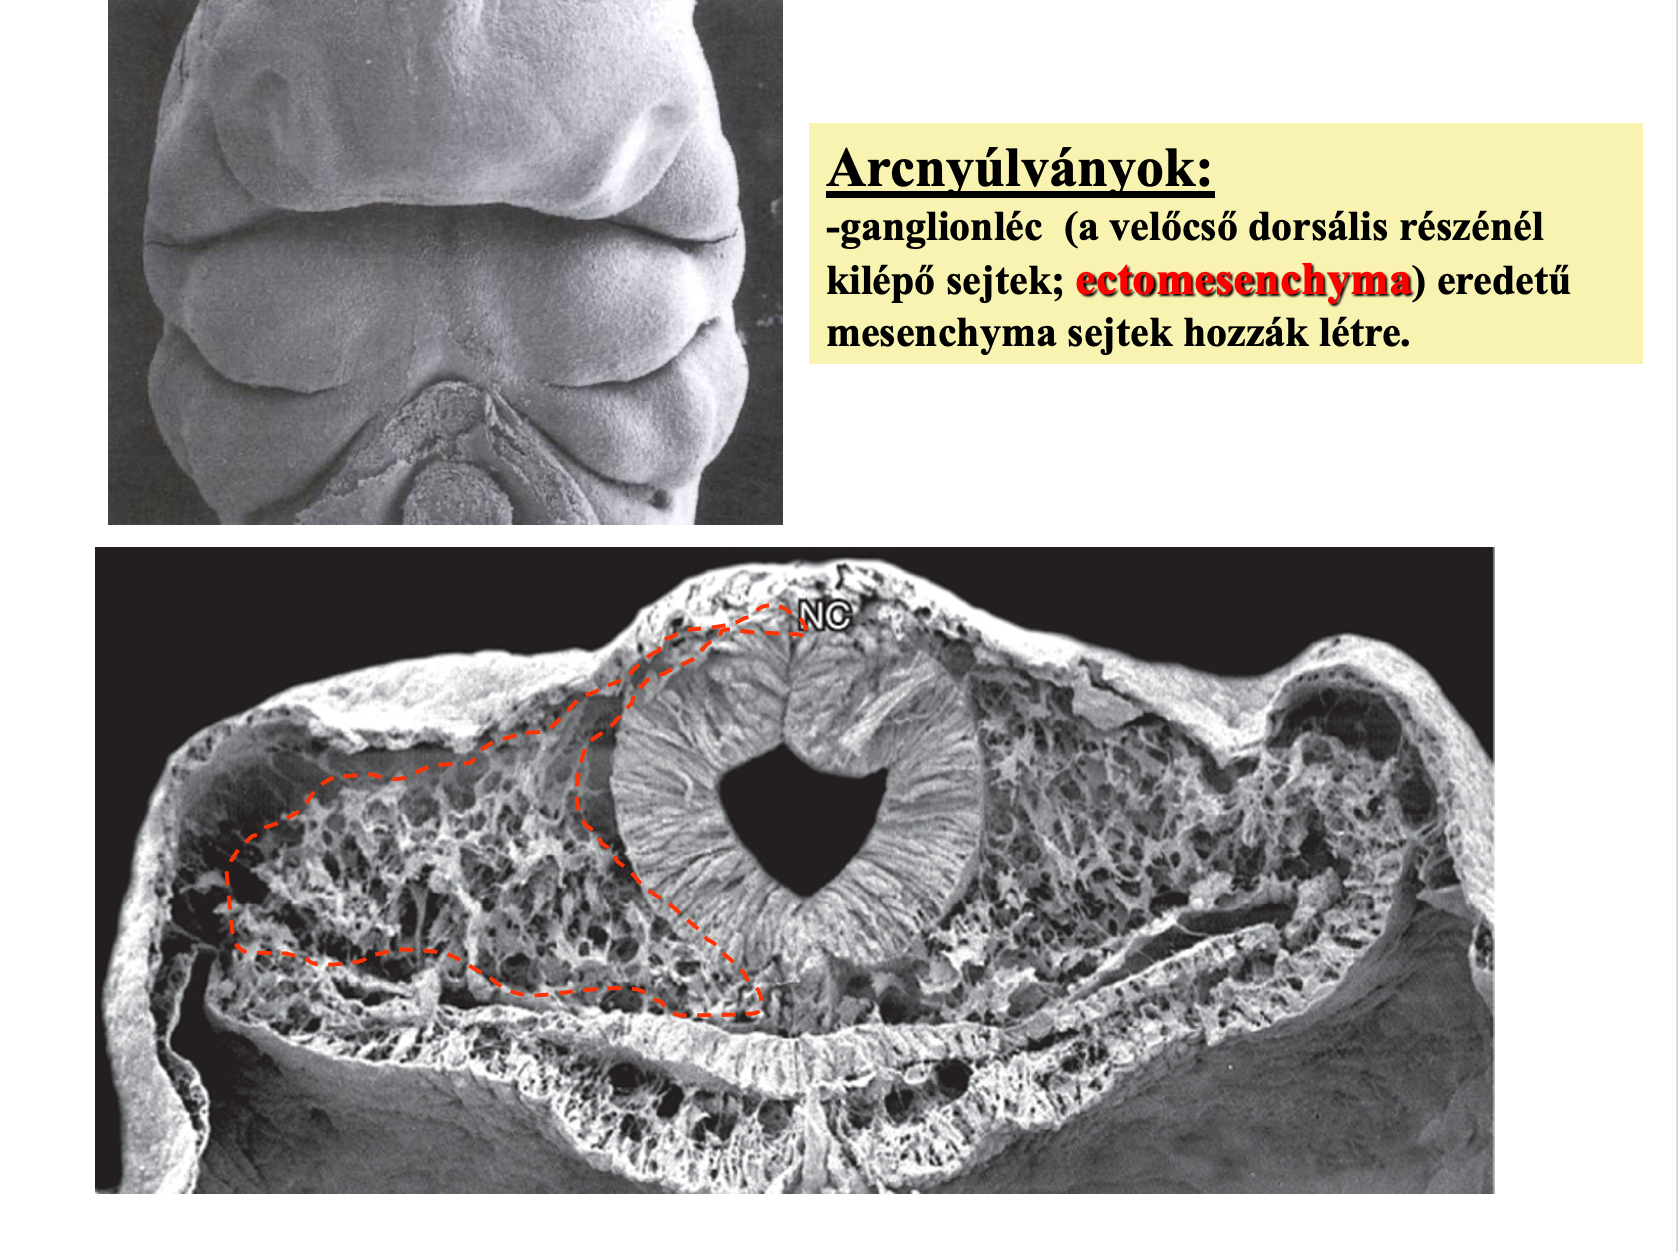 Arcnyúlványok:
-ganglionléc (a velőcső dorsális részénél
kilépő sejtek; ectomesenchyma) eredetű
mesenchyma sejtek hozzák létre.
NC